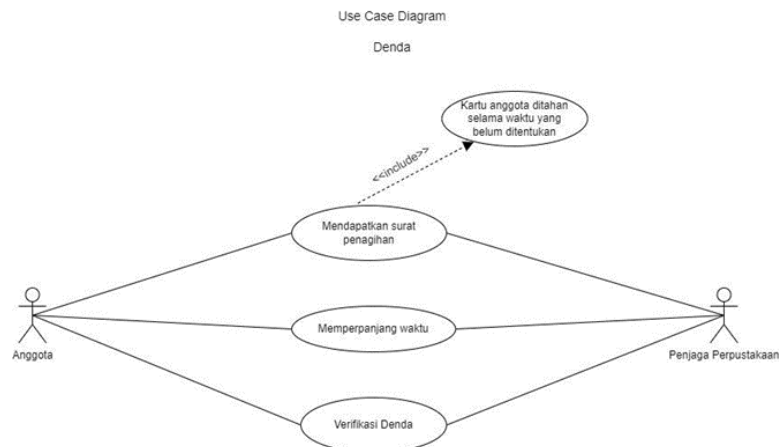 Use Case Diagram
Denda
Kartu anggota ditahan
selama waktu yang
belum ditentukan
<<include>>
Mendapatkan surat
penagihan
Memperpanjang waktu
Anggota
Penjaga Perpustakaan
Verifikasi Denda